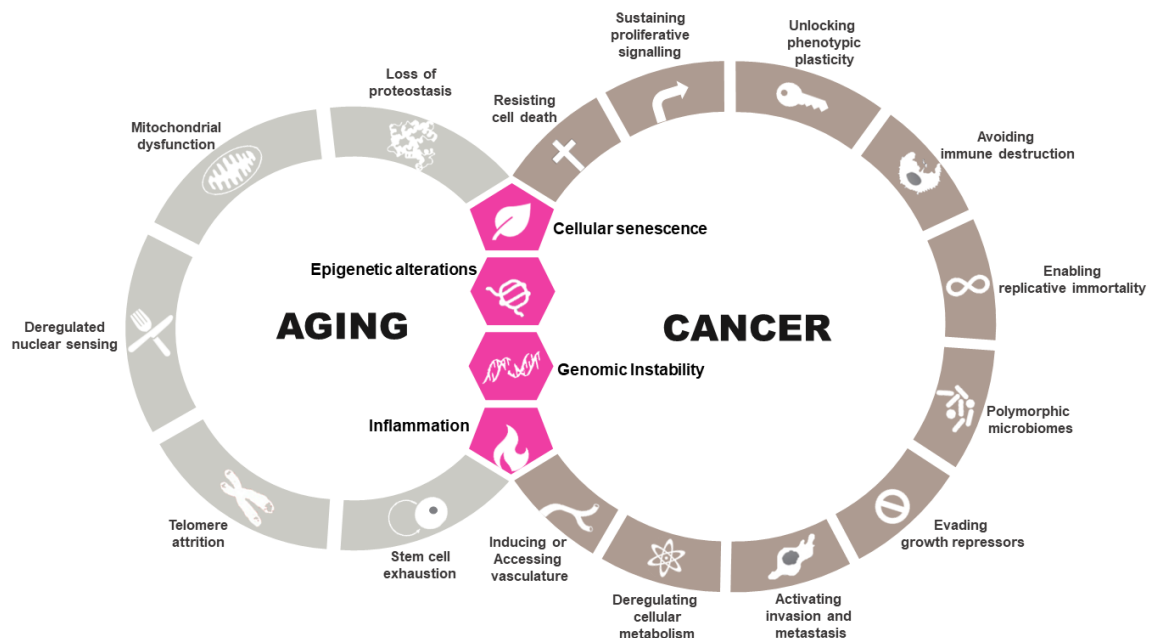 Sustaining
proliferative
signalling
Unlocking
phenotypic
plasticity
Loss of
proteostasis
Resisting
cell death
Mitochondrial
dysfunction
Avoiding
immune destruction
Cellular senescence
Epigenetic alterations
Enabling
replicative immortality
Deregulated
nuclear sensing
AGING
CANCER
Genomic Instability
Inflammation
Polymorphic
microbiomes
Telomere
attrition
Stem cell
exhaustion
Inducing or
Accessing
vasculature
Evading
growth repressors
Deregulating
cellular
metabolism
Activating
invasion and
metastasis